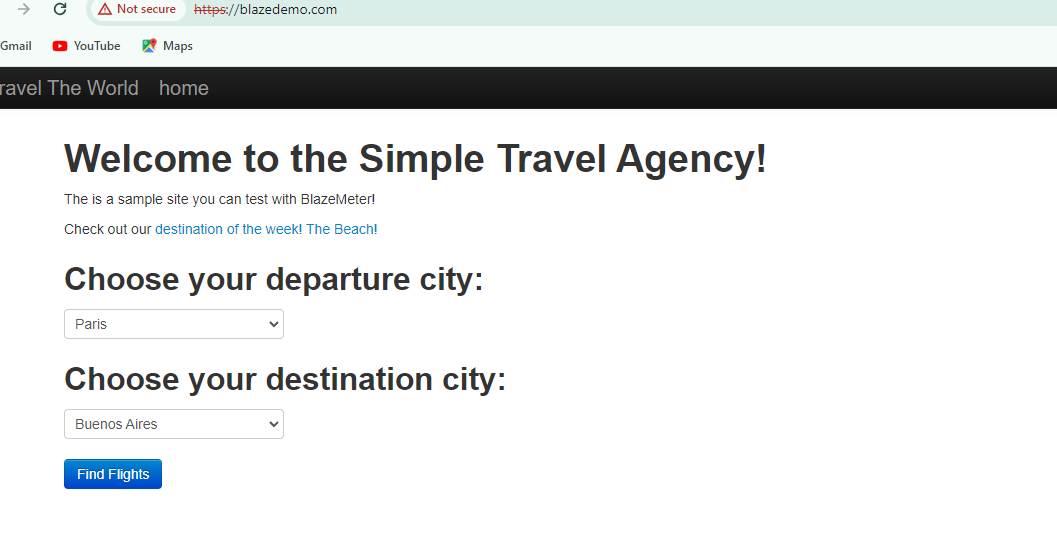 Not secure https://blazedemo.com
Gmail YouTube Maps
ravel The World home
Welcome to the Simple Travel Agency!
The is a sample site you can test with BlazeMeter!
Check out our destination of the week! The Beach!
Choose your departure city:
Paris
Choose your destination city:
Buenos Aires
Find Flights